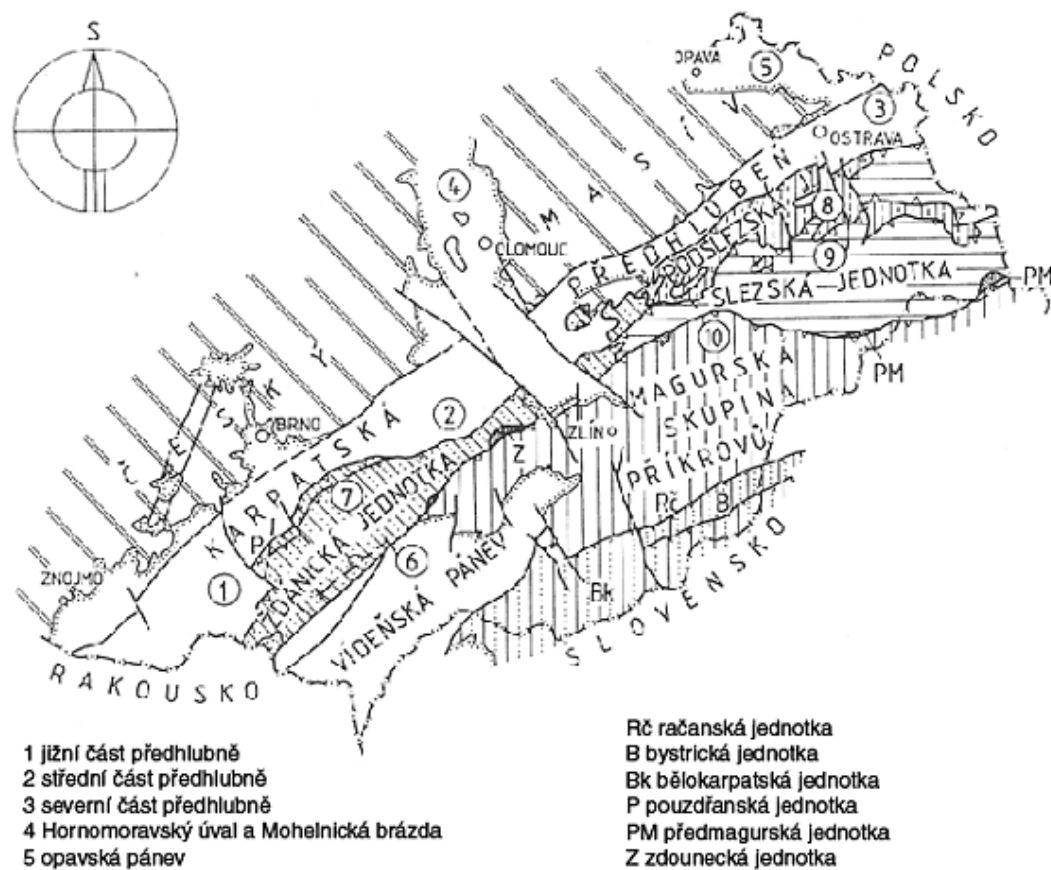 S
POLSKO
OPAVA
5
3
OSTRAVA
4
OLOMOUC
ČESKÝ MASIV
KARPATSKÁ PŘEDHLUBEŇ
PODSLEZSKÁ J.
8
9
SLEZSKÁ JEDNOTKA
PM
10
PM
MAGURSKÁ
SKUPINA
PŘÍKROVŮ
ZLÍN
2
BRNO
Z
7
ŽDÁNICKÁ JEDNOTKA
P
Rč
B
6
VÍDEŇSKÁ PÁNEV
Bk
ZNOJMO
1
SLOVENSKO
RAKOUSKO
1 jižní část předhlubně
2 střední část předhlubně
3 severní část předhlubně
4 Hornomoravský úval a Mohelnická brázda
5 opavská pánev
Rč račanská jednotka
B bystrická jednotka
Bk bělokarpatská jednotka
P pouzdřanská jednotka
PM předmagurská jednotka
Z zdounecká jednotka